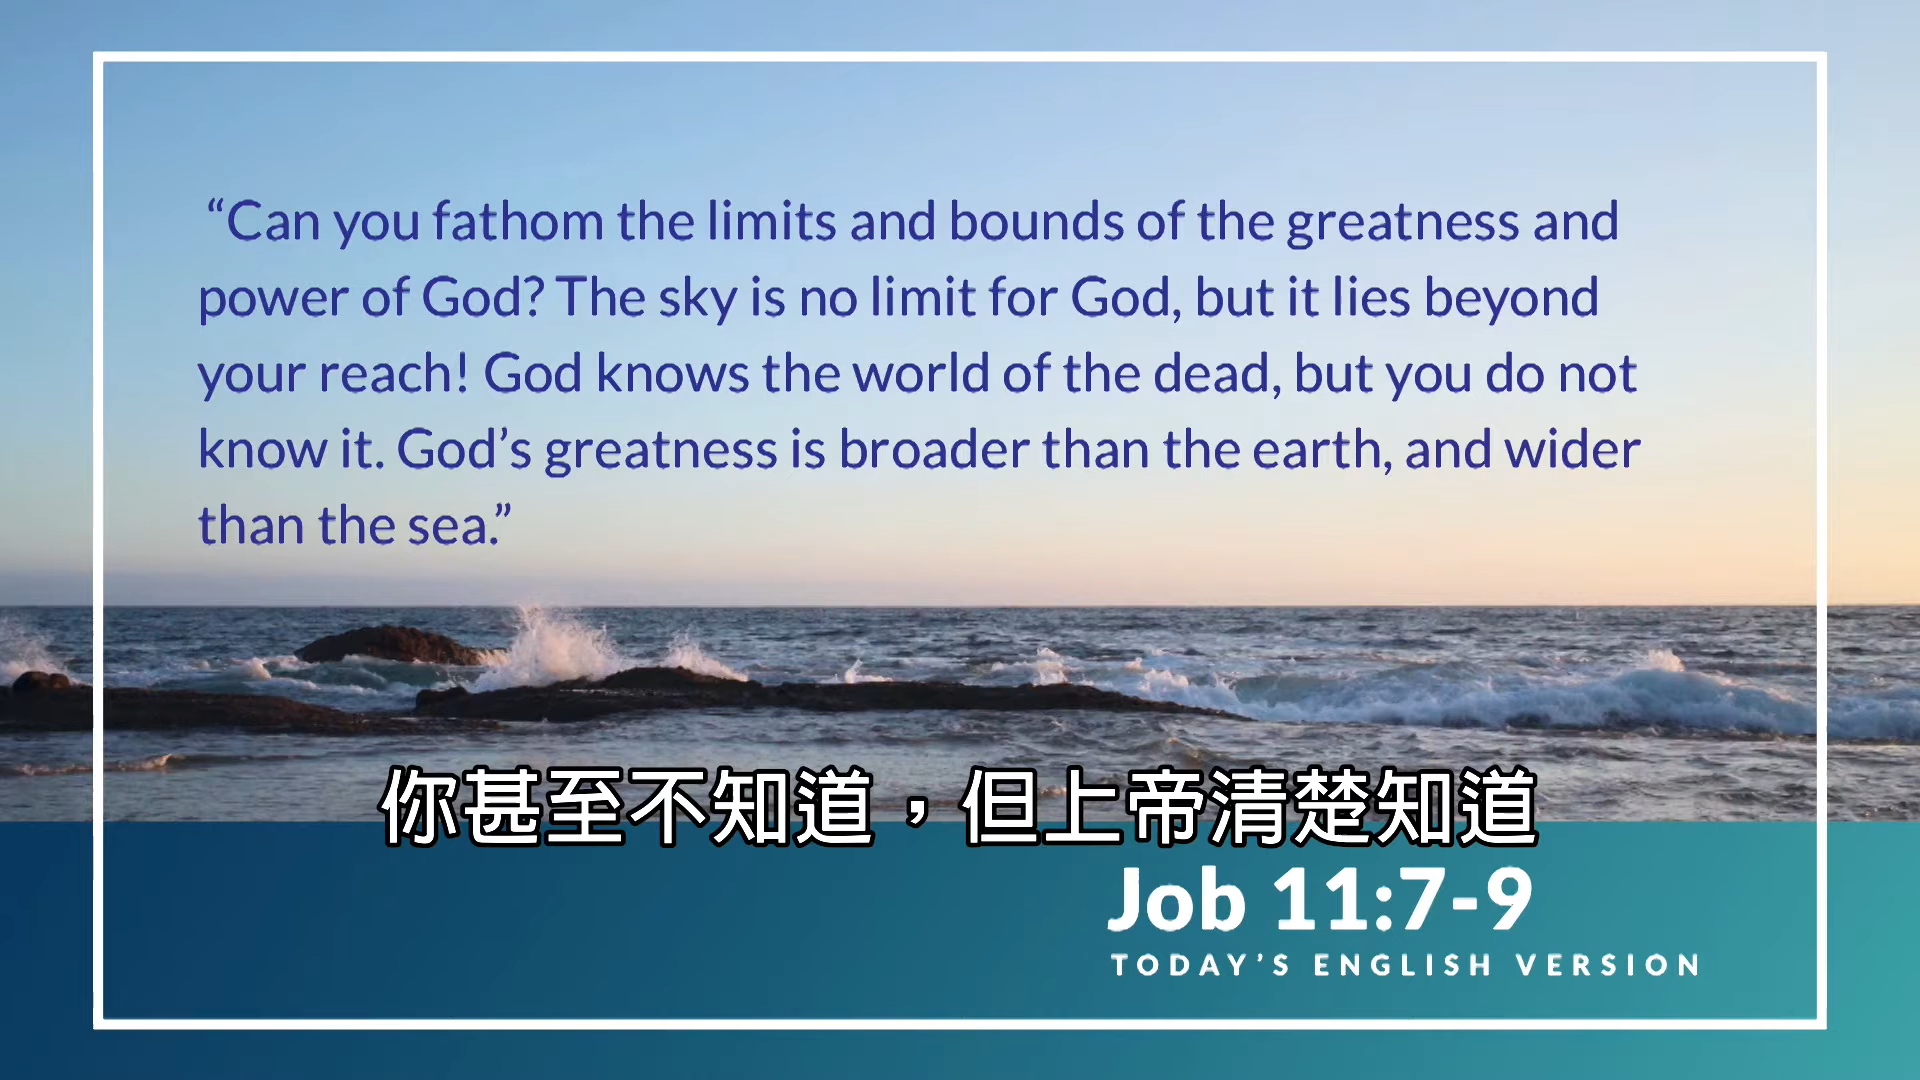 “Can you fathom the limits and bounds of the greatness and
power of God? The sky is no limit for God, but it lies beyond
your reach! God knows the world of the dead, but you do not
know it. God’s greatness is broader than the earth, and wider
than the sea.”
你甚至不知道，但上帝清楚知道
Job 11:7-9
TODAY’S ENGLISH VERSION